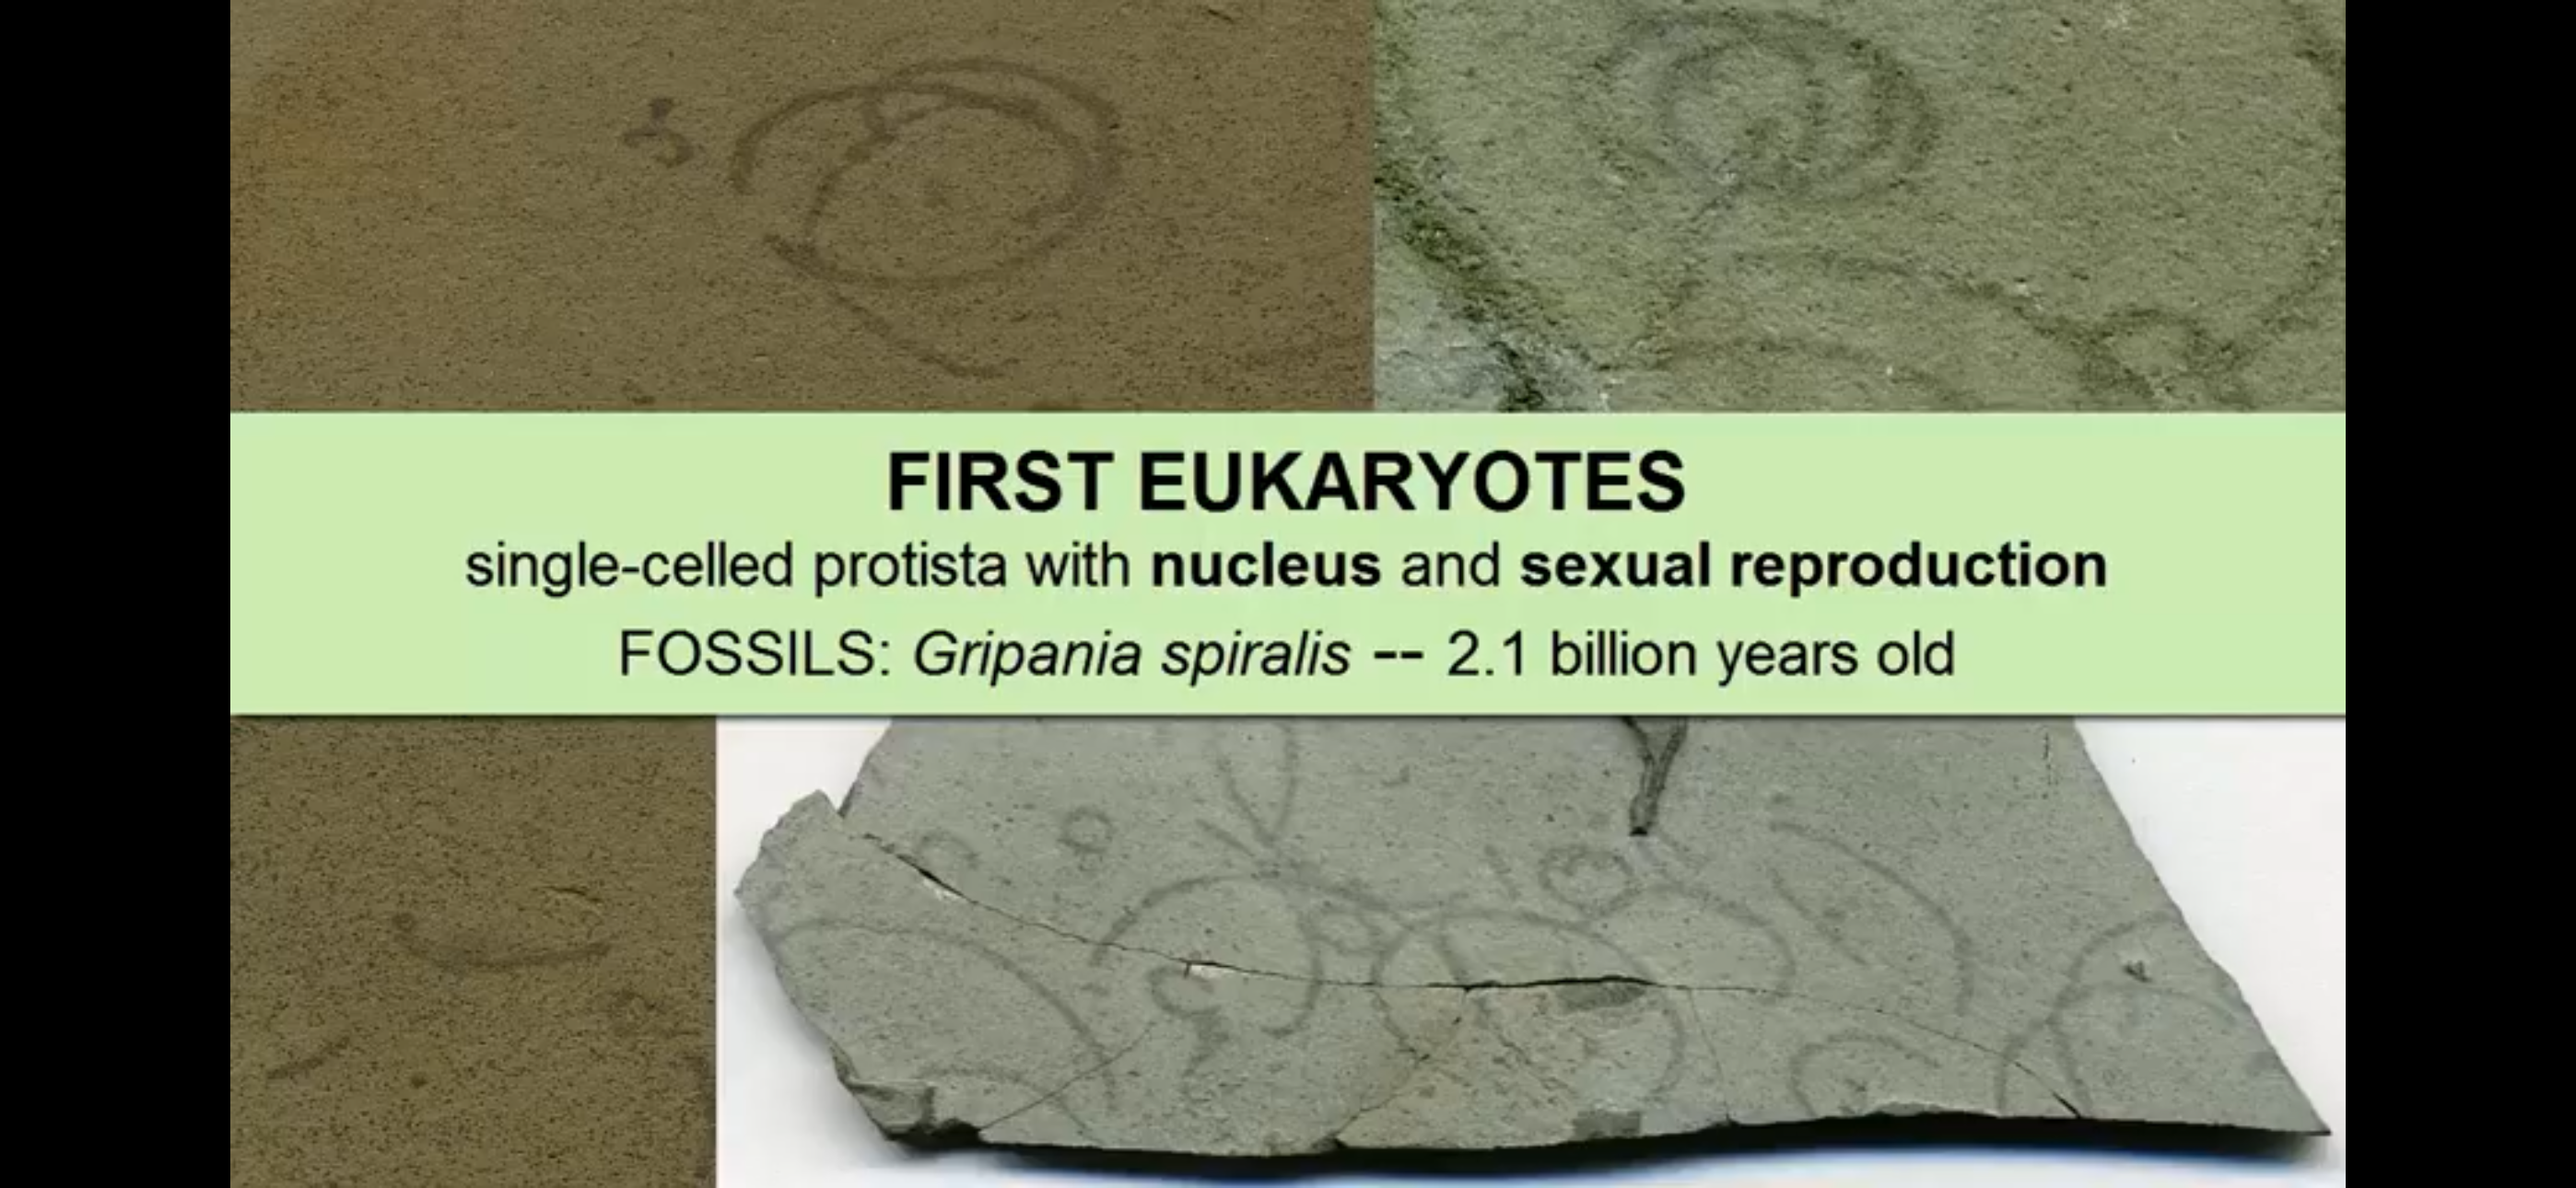 FIRST EUKARYOTES
single-celled protista with nucleus and sexual reproduction
FOSSILS: Gripania spiralis -- 2.1 billion years old